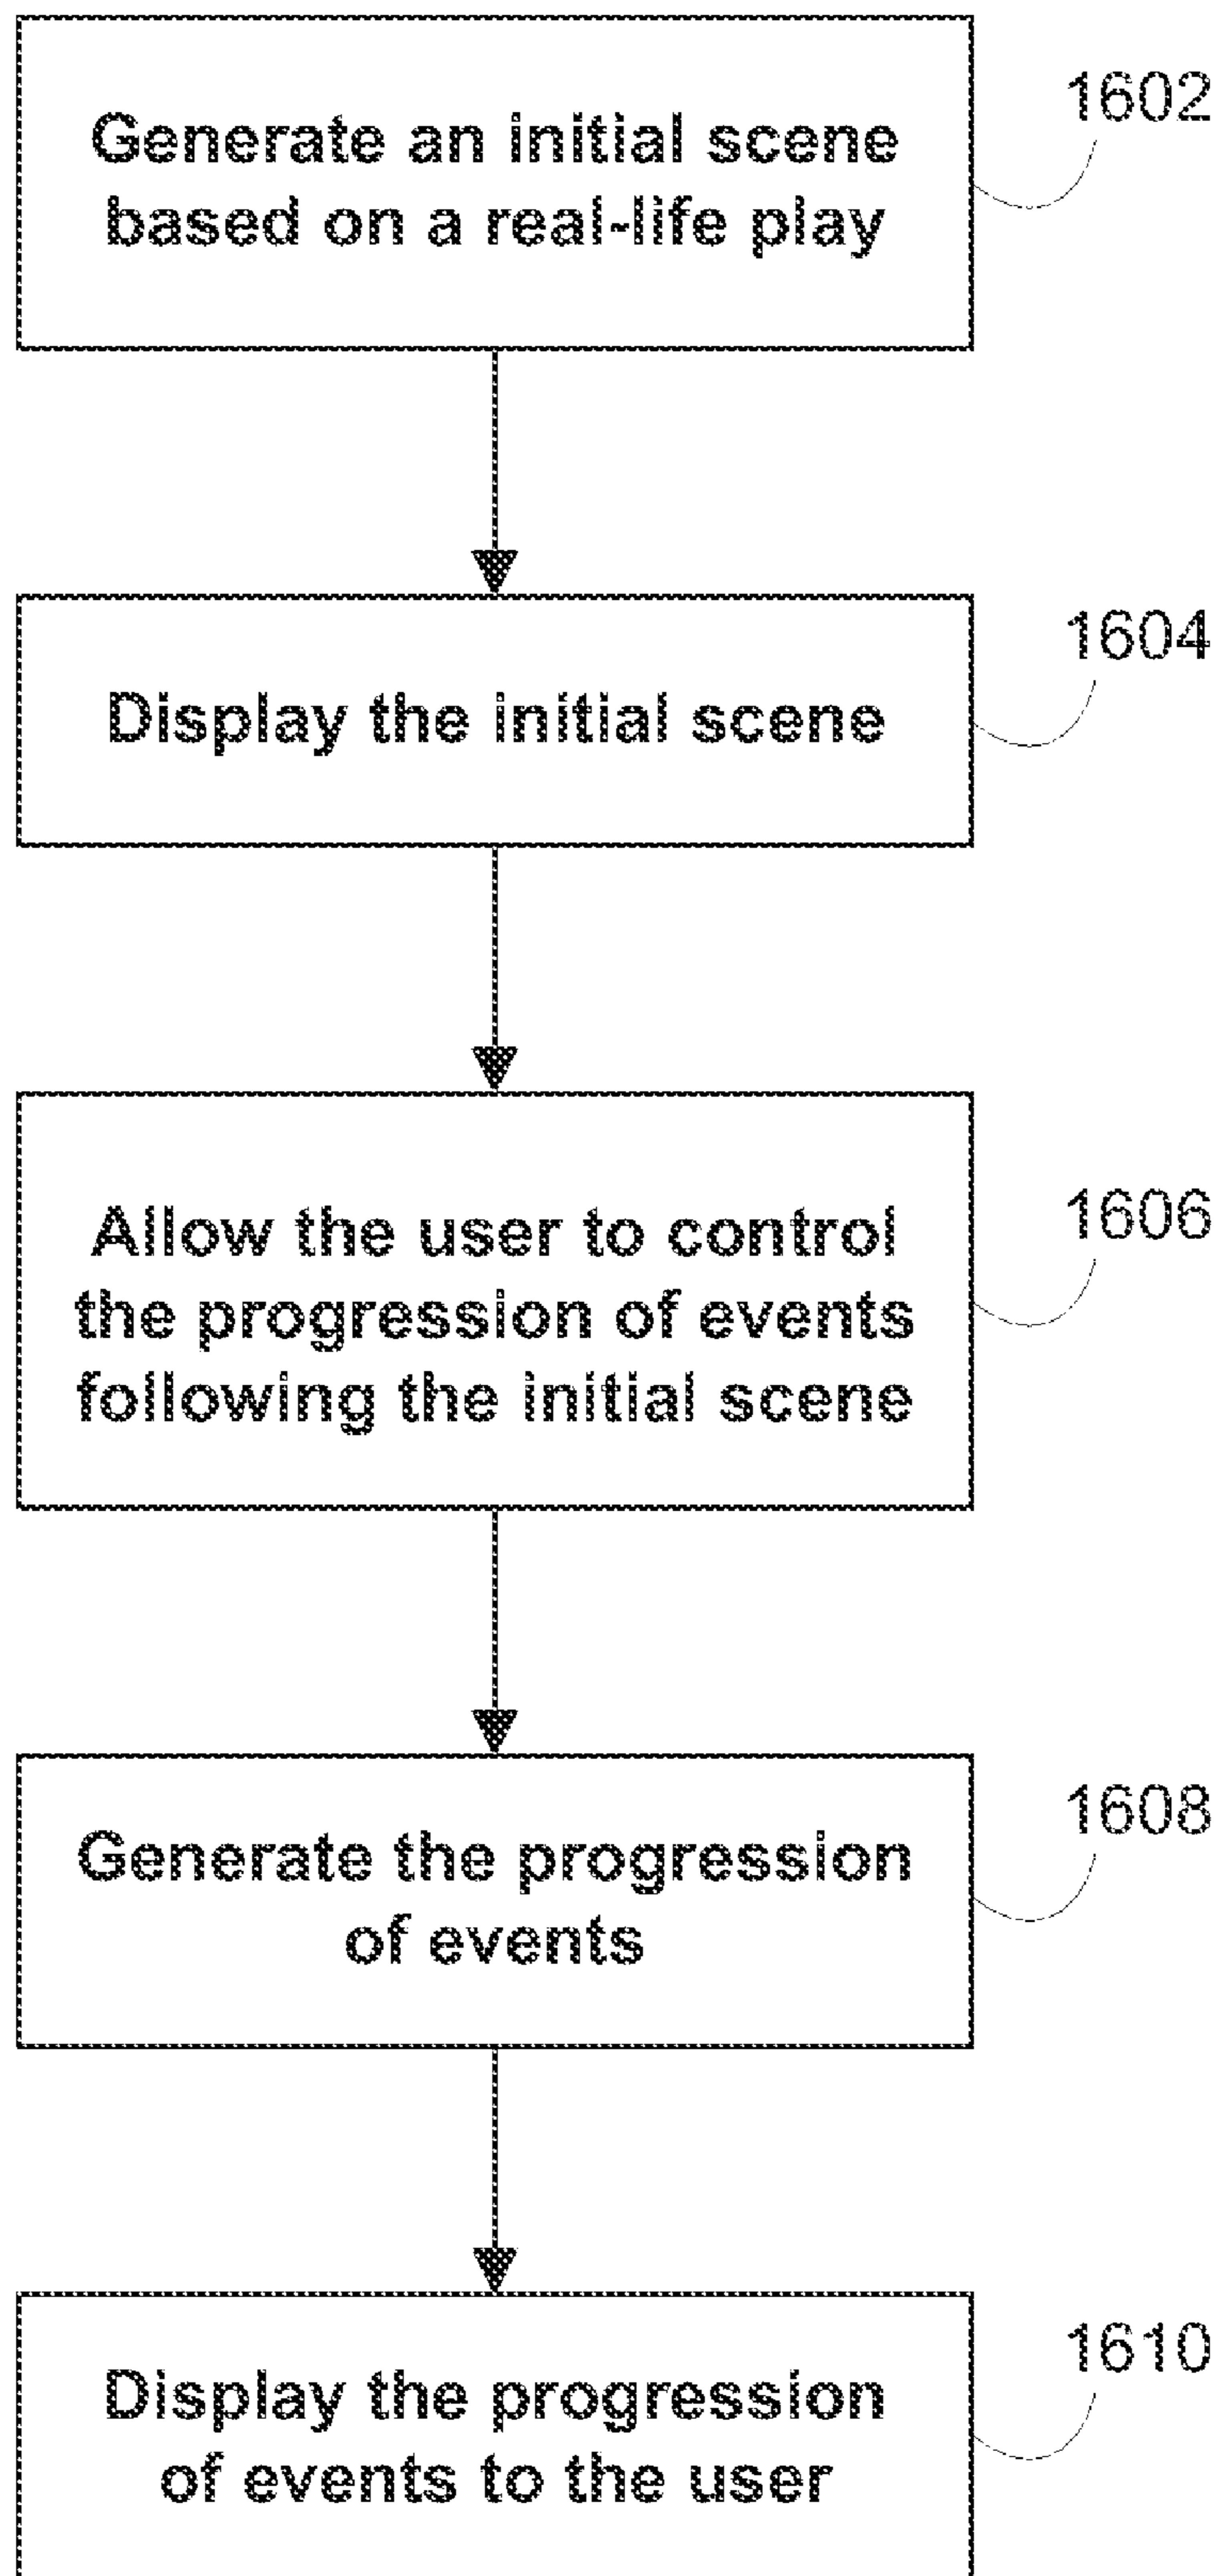 Generate an initial scene
based on a real-life play
1602
Display the initial scene
1604
Allow the user to control
the progression of events
following the initial scene
1606
Generate the progression
of events
1608
Display the progression
of events to the user
1610